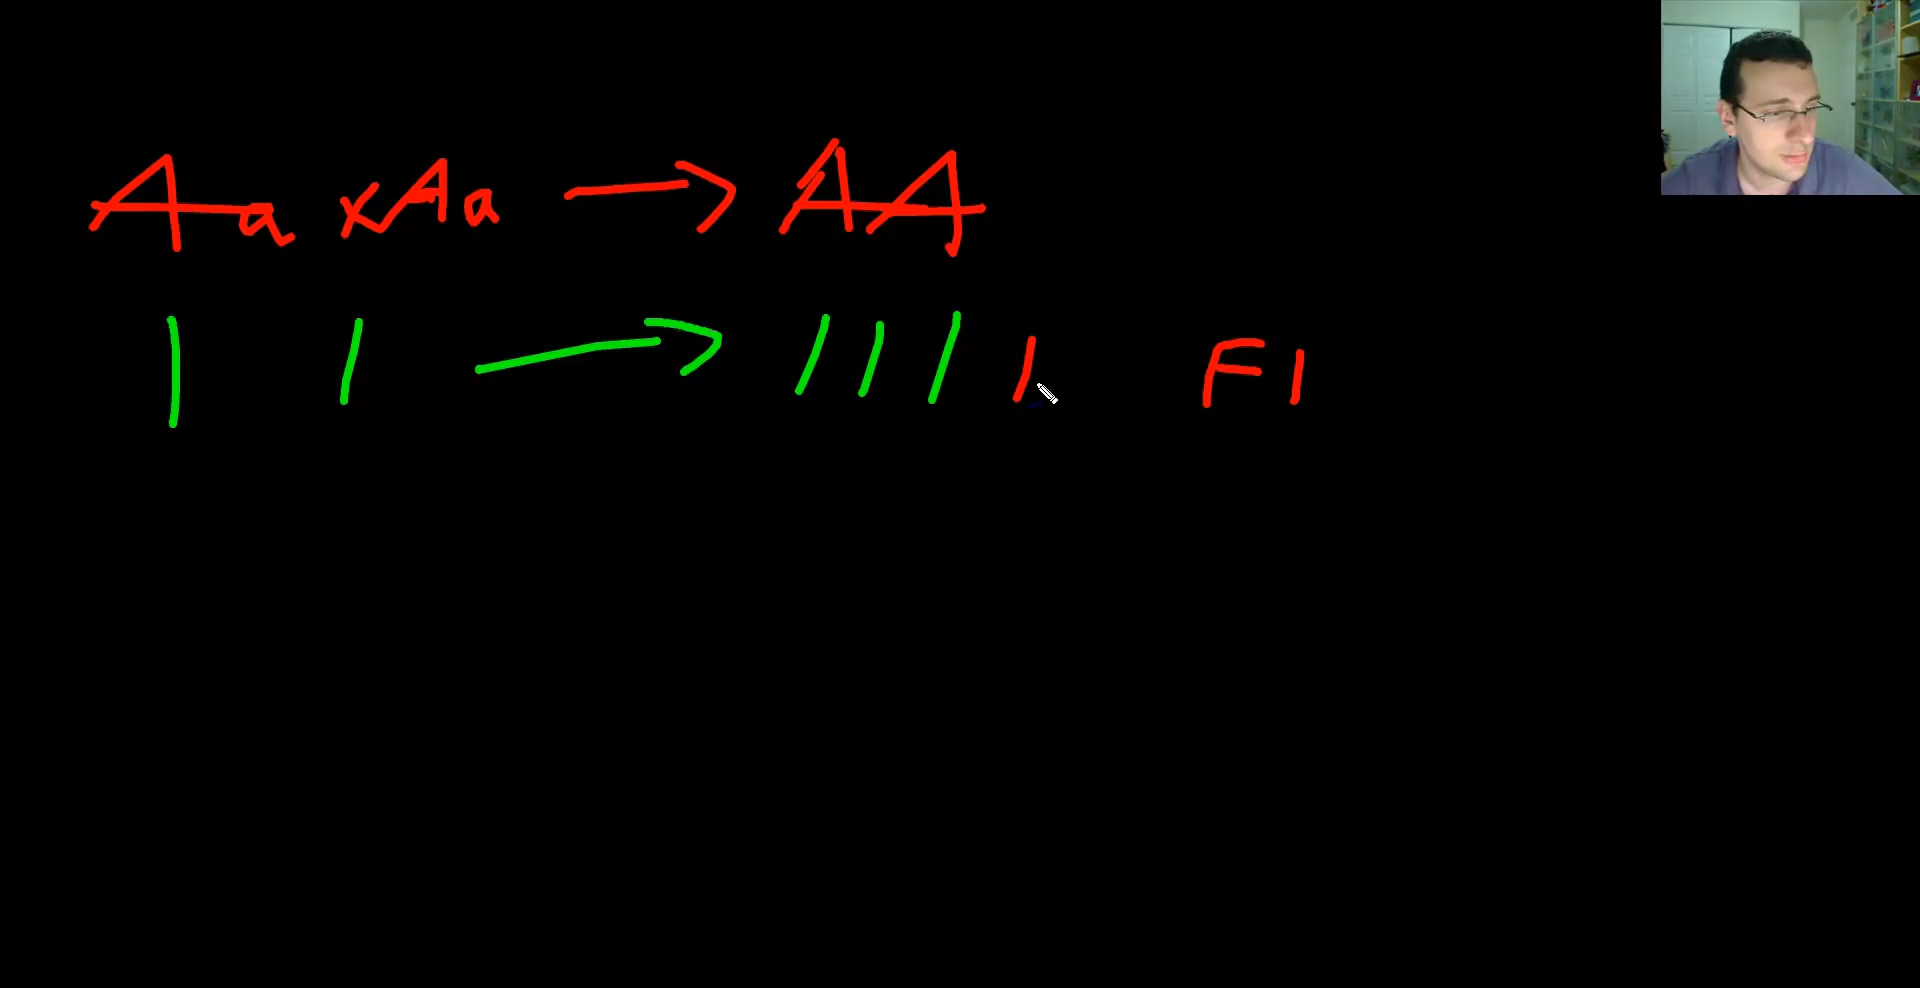 Aa x Aa → AA
| | → | | | | F1